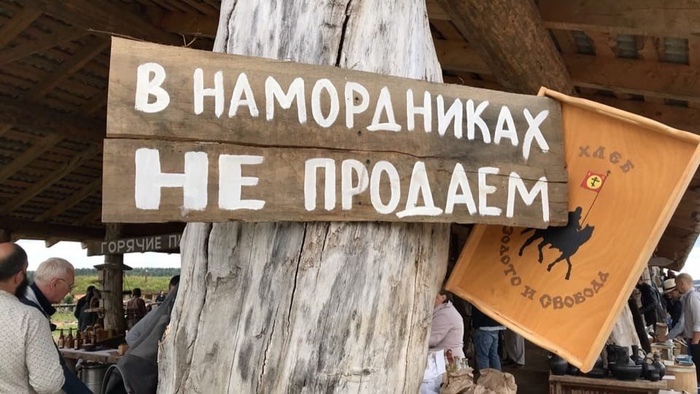 В НАМОРДНИКАХ
НЕ ПРОДАЕМ
ХЛЕБ
ЗОЛОТО И СВОБОДА
ГОРЯЧИЕ